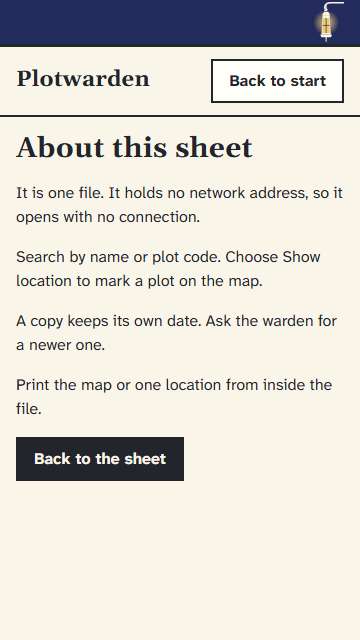 Plotwarden
Back to start
About this sheet
It is one file. It holds no network address, so it
opens with no connection.
Search by name or plot code. Choose Show
location to mark a plot on the map.
A copy keeps its own date. Ask the warden for
a newer one.
Print the map or one location from inside the
file.
Back to the sheet